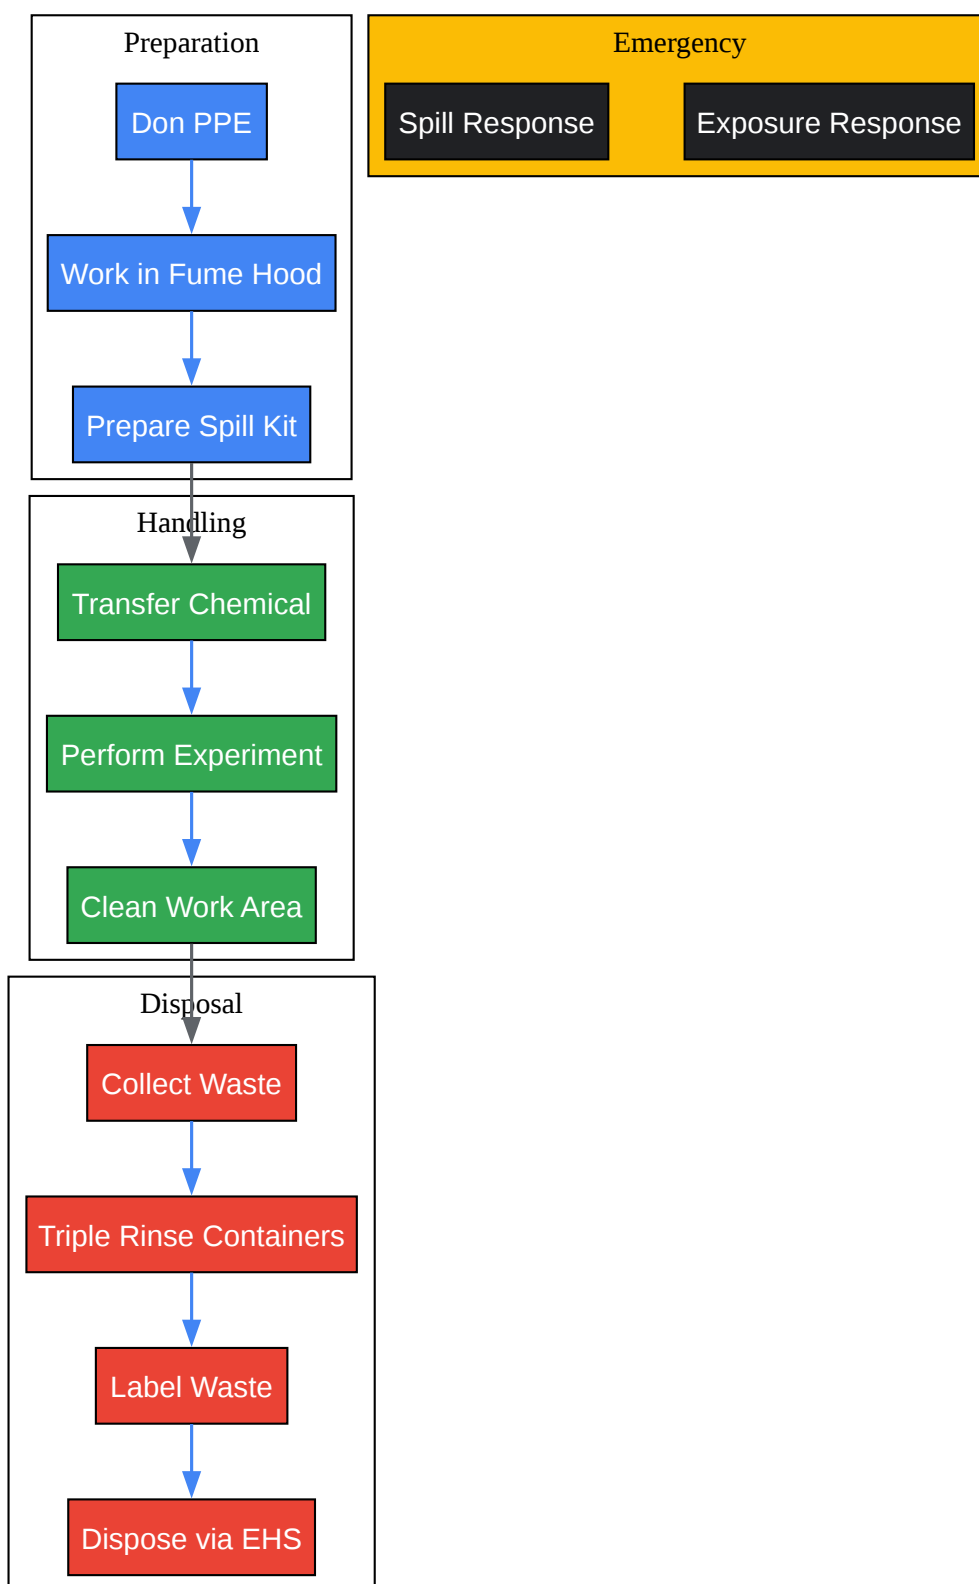 Preparation
Don PPE
Work in Fume Hood
Prepare Spill Kit
Emergency
Spill Response
Exposure Response
Handling
Transfer Chemical
Perform Experiment
Clean Work Area
Disposal
Collect Waste
Triple Rinse Containers
Label Waste
Dispose via EHS